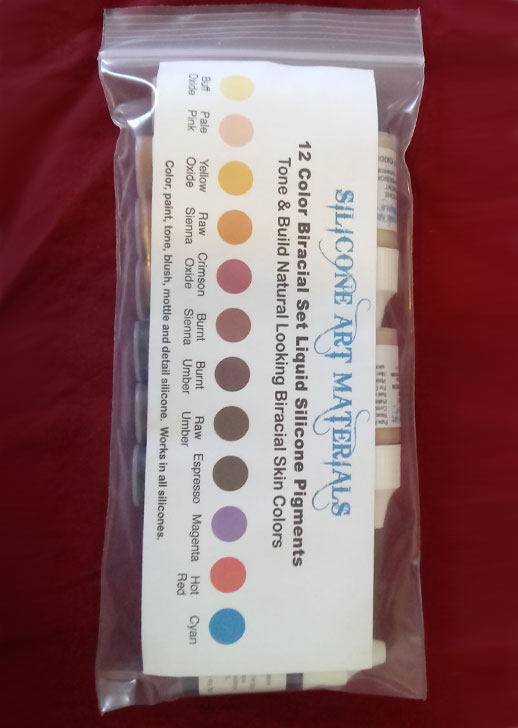 SILICONE ART MATERIALS
12 Color Biracial Set Liquid Silicone Pigments
Tone & Build Natural Looking Biracial Skin Colors
Buff Oxide
Pale Pink
Yellow Oxide
Raw Sienna
Crimson Oxide
Burnt Sienna
Burnt Umber
Raw Umber
Espresso
Magenta
Hot Red
Cyan
Color, paint, tone, blush, mottle and detail silicone. Works in all silicones.